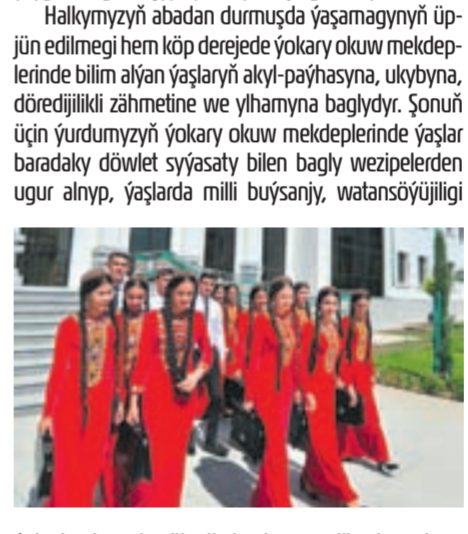 Halkymyzyň abadan durmuşda ýaşamagynyň üp-
jün edilmegi hem köp derejede ýokary okuw mekdep-
lerinde bilim alýan ýaşlaryň akyl-paýhasyna, ukybyna,
döredijilikli zähmetine we ylhamyna baglydyr. Şonuň
üçin ýurdumyzyň ýokary okuw mekdeplerinde ýaşlar
baradaky döwlet syýasaty bilen bagly wezipelerden
ugur alnyp, ýaşlarda milli buýsanjy, watansöýüjiligi